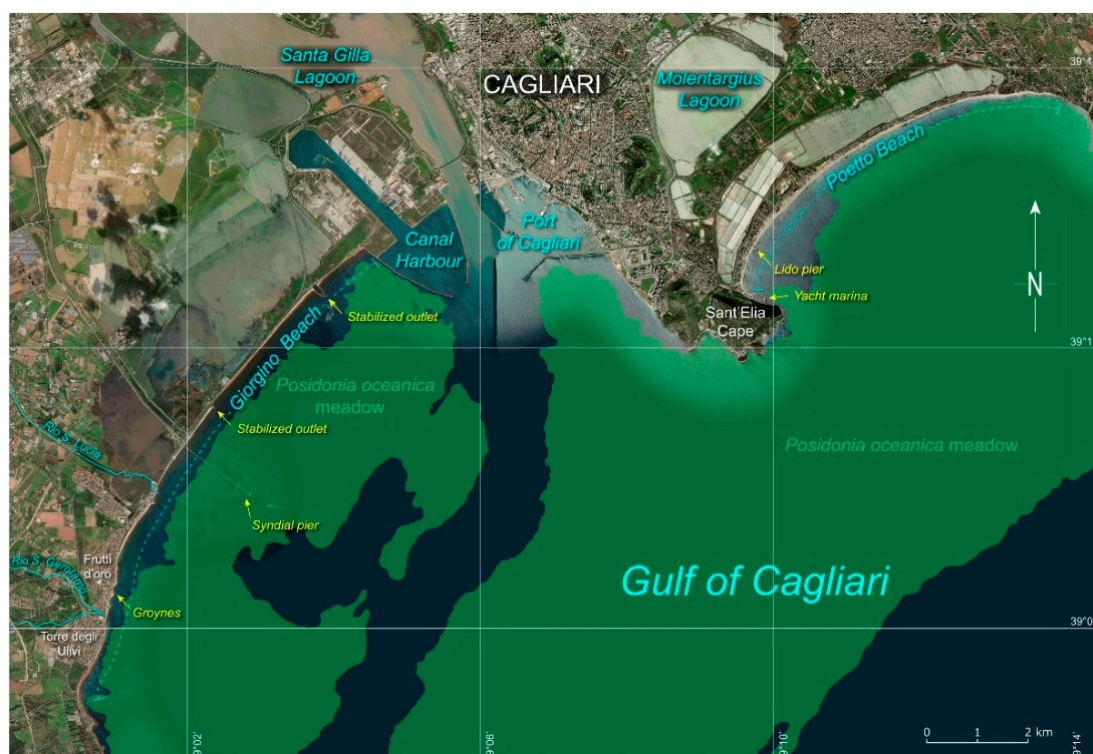 Santa Gilla
Lagoon
CAGLIARI
Molentargius
Lagoon
39°1
Poetto Beach
Canal
Harbour
Port
of Cagliari
Lido pier
Yacht marina
N
Sant'Elia
Cape
Stabilized outlet
Giorgino Beach
39°1
Posidonia oceanica
meadow
Stabilized outlet
Rio S. Lucia
Posidonia oceanica meadow
Syndial pier
Frutti
d'oro
Rio S. Gerolamo
Gulf of Cagliari
Groynes
39°0
Torre degli
Ulivi
9°02'
9°06'
9°10'
9°14'
0 1 2 km